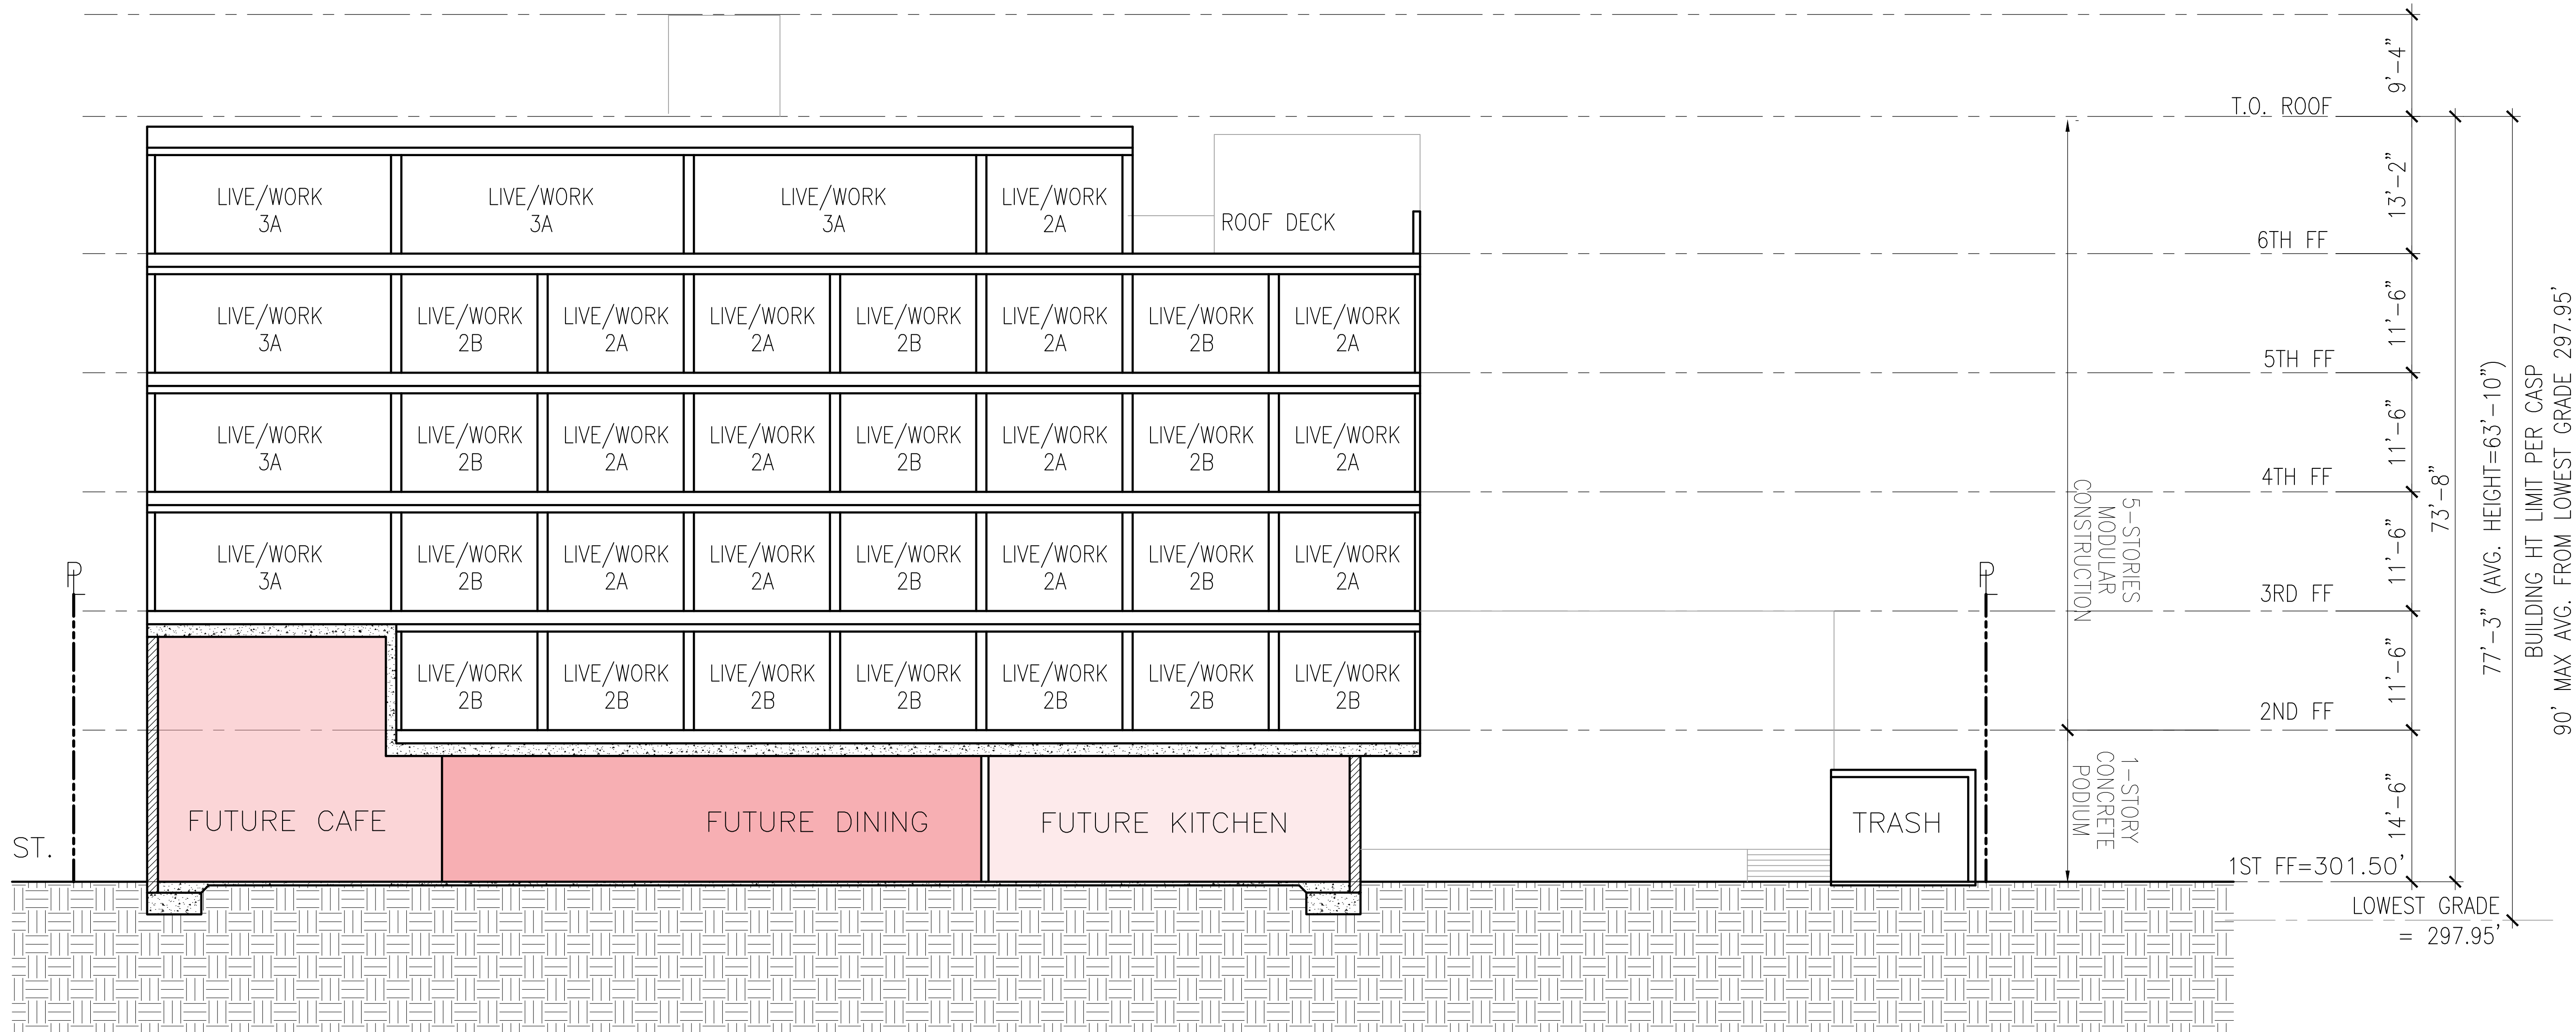 9'-4"
T.O. ROOF
LIVE/WORK
3A
LIVE/WORK
3A
LIVE/WORK
3A
LIVE/WORK
2A
ROOF DECK
13'-2"
6TH FF
LIVE/WORK
3A
LIVE/WORK
2B
LIVE/WORK
2A
LIVE/WORK
2A
LIVE/WORK
2B
LIVE/WORK
2A
LIVE/WORK
2B
LIVE/WORK
2A
11'-6"
5TH FF
LIVE/WORK
3A
LIVE/WORK
2B
LIVE/WORK
2A
LIVE/WORK
2A
LIVE/WORK
2B
LIVE/WORK
2A
LIVE/WORK
2B
LIVE/WORK
2A
11'-6"
4TH FF
LIVE/WORK
3A
LIVE/WORK
2B
LIVE/WORK
2A
LIVE/WORK
2A
LIVE/WORK
2B
LIVE/WORK
2A
LIVE/WORK
2B
LIVE/WORK
2A
5-STORIES
MODULAR
CONSTRUCTION
11'-6"
73'-8"
77'-3" (AVG. HEIGHT=63'-10")
BUILDING HT LIMIT PER CASP
90' MAX AVG. FROM LOWEST GRADE 297.95'
PL
PL
3RD FF
LIVE/WORK
2B
LIVE/WORK
2B
LIVE/WORK
2B
LIVE/WORK
2B
LIVE/WORK
2B
LIVE/WORK
2B
LIVE/WORK
2B
11'-6"
2ND FF
ST.
FUTURE CAFE
FUTURE DINING
FUTURE KITCHEN
TRASH
1-STORY
CONCRETE
PODIUM
14'-6"
1ST FF=301.50'
LOWEST GRADE
= 297.95'